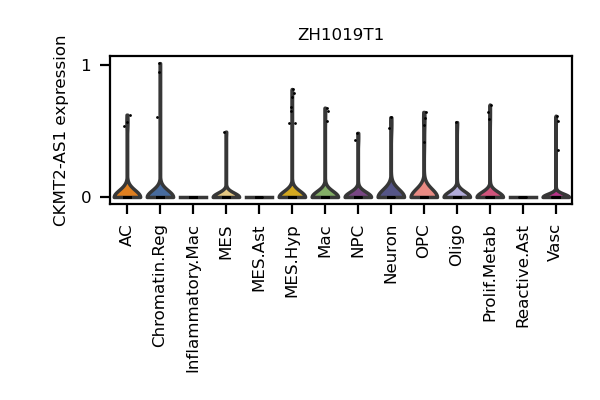 ZH1019T1
CKMT2-AS1 expression
1
0
AC
Chromatin.Reg
Inflammatory.Mac
MES
MES.Ast
MES.Hyp
Mac
NPC
Neuron
OPC
Oligo
Prolif.Metab
Reactive.Ast
Vasc